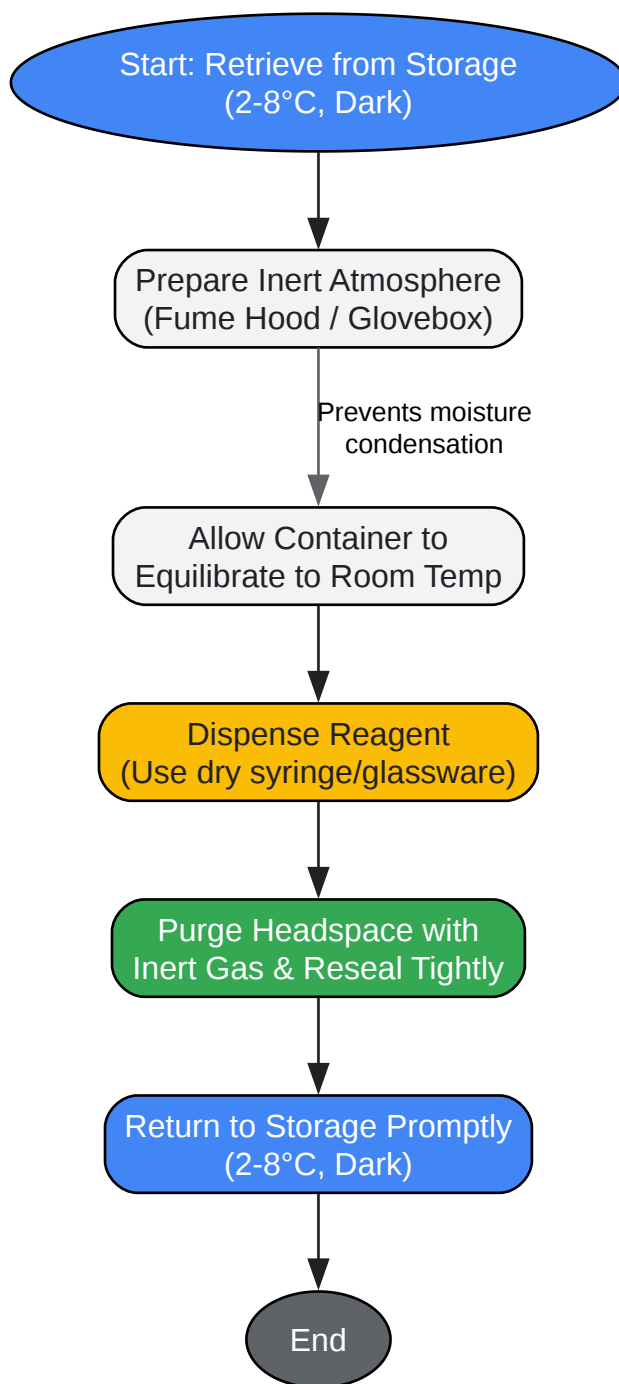 Start: Retrieve from Storage
(2-8°C, Dark)
Prepare Inert Atmosphere
(Fume Hood / Glovebox)
Prevents moisture
condensation
Allow Container to
Equilibrate to Room Temp
Dispense Reagent
(Use dry syringe/glassware)
Purge Headspace with
Inert Gas & Reseal Tightly
Return to Storage Promptly
(2-8°C, Dark)
End